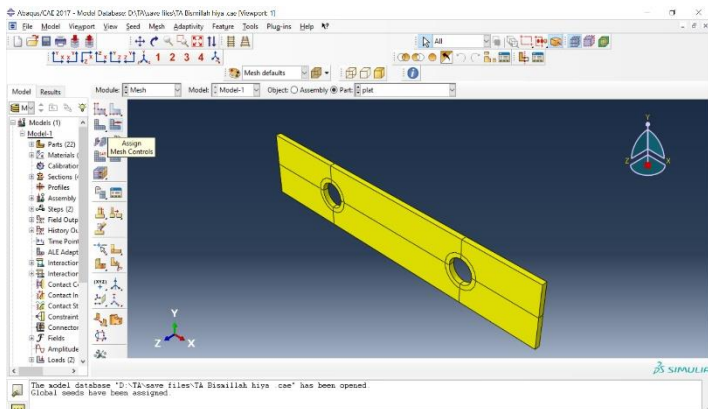 Abaqus/CAE 2017 - Model Database: D:\TA\save files\TA Bismillah hiya .cae [Viewport: 1]
File Model Viewport View Seed Mesh Adaptivity Feature Tools Plug-ins Help
All
1 2 3 4
Mesh defaults
Model Results
Module: Mesh Model: Model-1 Object: Assembly Part: plat
Models (1)
Model-1
Parts (22)
Materials (
Calibration
Sections (
Profiles
Assembly
Steps (2)
Field Outp
History Ou
Time Point
ALE Adapt
Interaction
Interaction
Contact Co
Contact In
Contact St
Constraint
Connector
Fields
Amplitude
Loads (2)
Assign
Mesh Controls
Y
Z
X
Y
Z
X
SIMULIA
The model database "D:\TA\save files\TA Bismillah hiya .cae" has been opened.
Global seeds have been assigned.